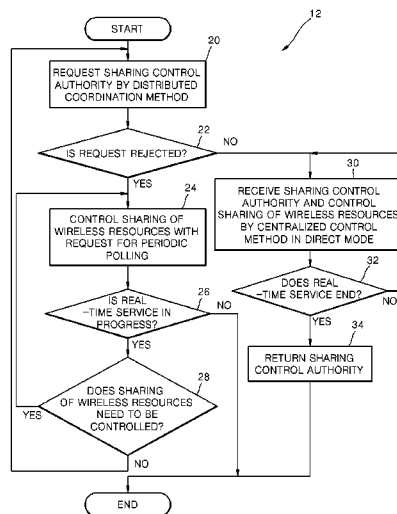 START
12
20
REQUEST SHARING CONTROL
AUTHORITY BY DISTRIBUTED
COORDINATION METHOD
22
IS REQUEST REJECTED?
NO
YES
24
CONTROL SHARING OF
WIRELESS RESOURCES WITH
REQUEST FOR PERIODIC
POLLING
30
RECEIVE SHARING CONTROL
AUTHORITY AND CONTROL
SHARING OF WIRELESS RESOURCES
BY CENTRALIZED CONTROL
METHOD IN DIRECT MODE
26
IS REAL
-TIME SERVICE IN
PROGRESS?
NO
YES
32
DOES REAL
-TIME SERVICE END?
NO
YES
34
RETURN SHARING
CONTROL AUTHORITY
28
DOES SHARING
OF WIRELESS RESOURCES
NEED TO BE
CONTROLLED?
YES
NO
END